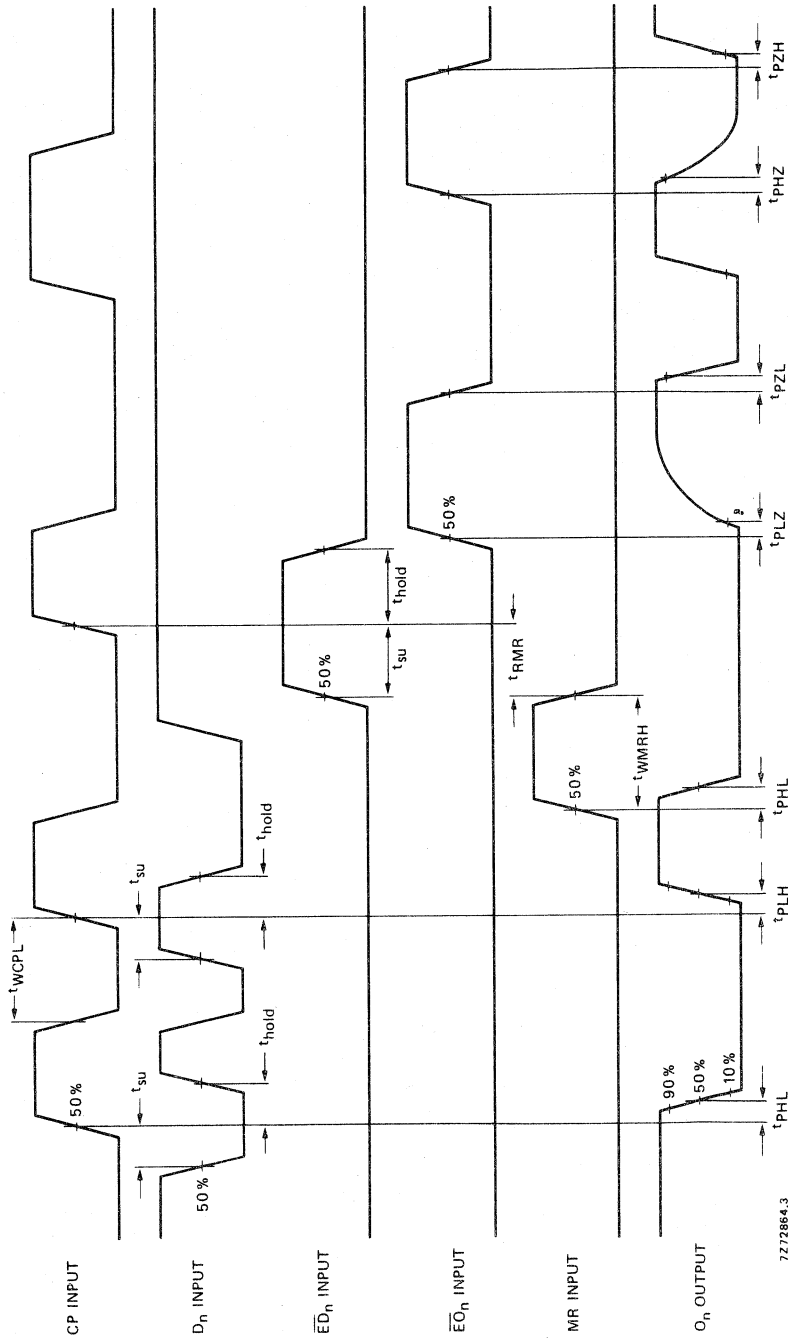 CP INPUT
50%
tWCPL
Dn INPUT
50%
tsu
thold
tsu
thold
EDn INPUT
50%
tsu
thold
EOn INPUT
50%
tRMR
MR INPUT
50%
tWMRH
On OUTPUT
90%
50%
10%
tPHL
tPLH
tPHL
tPLZ
tPZL
tPHZ
tPZH
7Z72864.3